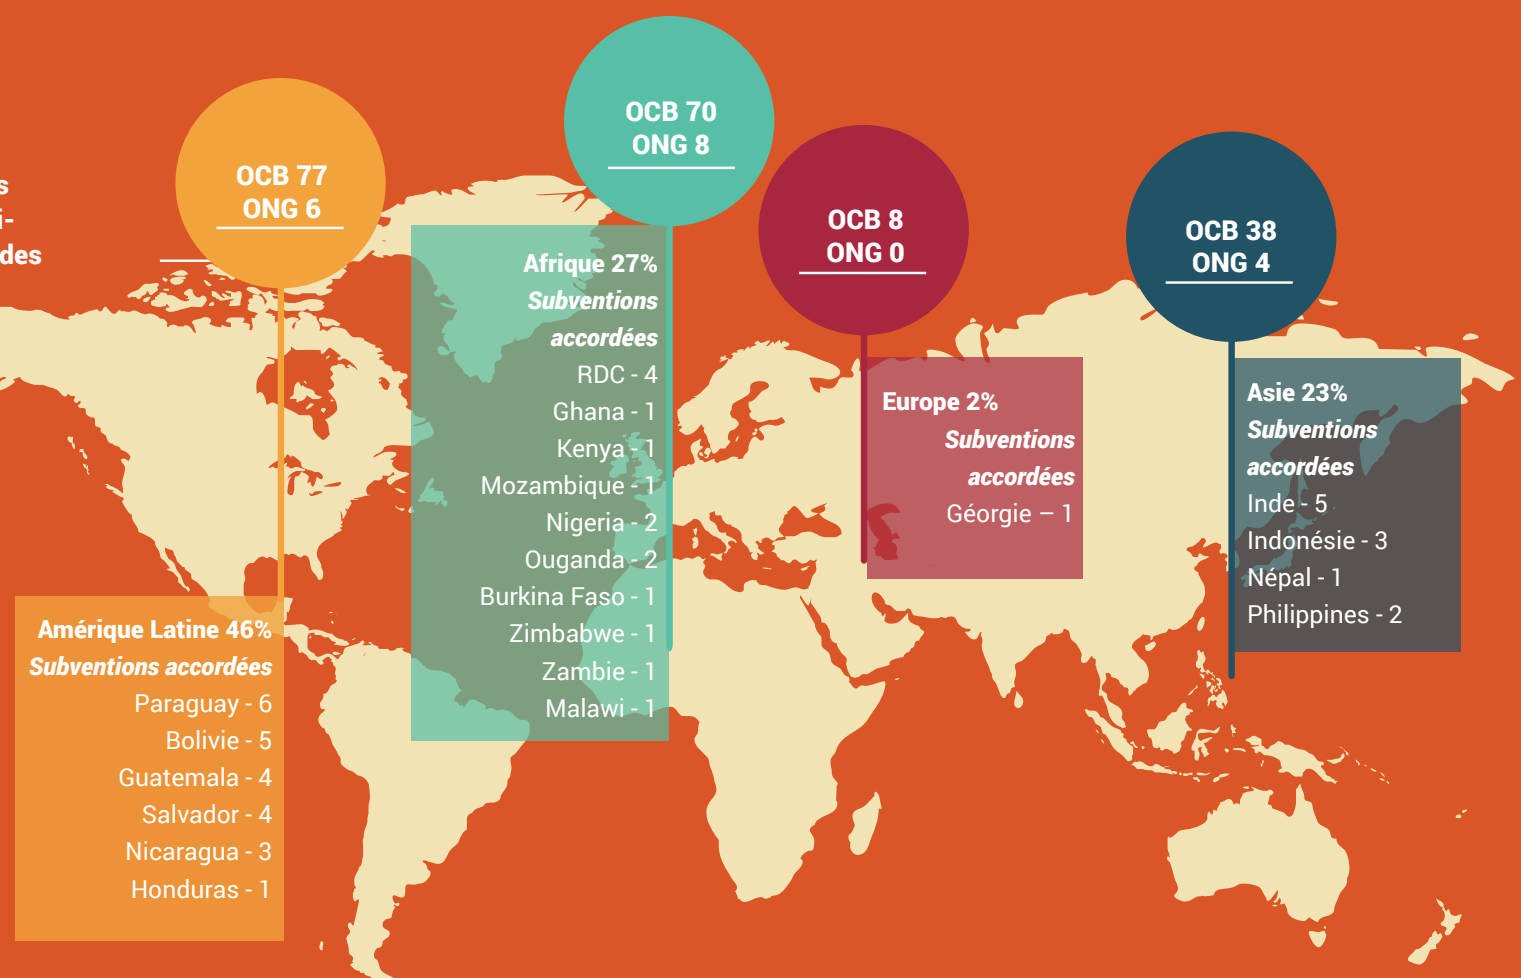 s
i-
des
OCB 77
ONG 6
Amérique Latine 46%
Subventions accordées
Paraguay - 6
Bolivie - 5
Guatemala - 4
Salvador - 4
Nicaragua - 3
Honduras - 1
OCB 70
ONG 8
Afrique 27%
Subventions
accordées
RDC - 4
Ghana - 1
Kenya - 1
Mozambique - 1
Nigeria - 2
Ouganda - 2
Burkina Faso - 1
Zimbabwe - 1
Zambie - 1
Malawi - 1
OCB 8
ONG 0
Europe 2%
Subventions
accordées
Géorgie – 1
OCB 38
ONG 4
Asie 23%
Subventions
accordées
Inde - 5
Indonésie - 3
Népal - 1
Philippines - 2